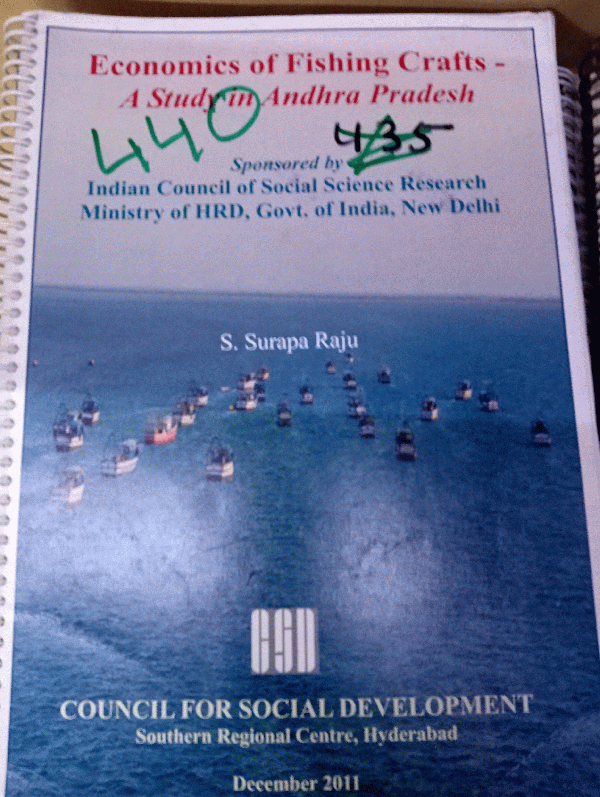 Economics of Fishing Crafts -
A Study in Andhra Pradesh
440
435
Sponsored by
Indian Council of Social Science Research
Ministry of HRD, Govt. of India, New Delhi
S. Surapa Raju
CSD
COUNCIL FOR SOCIAL DEVELOPMENT
Southern Regional Centre, Hyderabad
December 2011